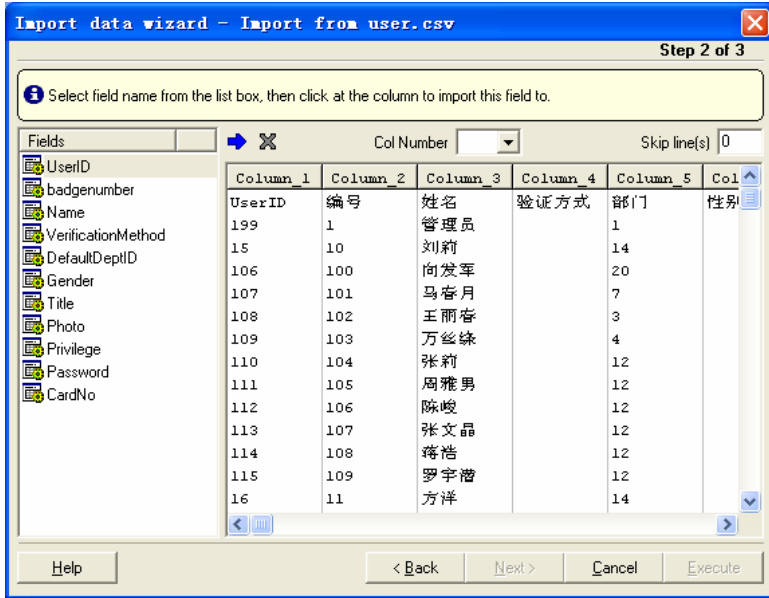 Import data wizard - Import from user.csv
Step 2 of 3
Select field name from the list box, then click at the column to import this field to.
Fields
UserID
badgenumber
Name
VerificationMethod
DefaultDeptID
Gender
Title
Photo
Privilege
Password
CardNo
Col Number
Skip line(s) 0
Column_1 Column_2 Column_3 Column_4 Column_5 Col
UserID 编号 姓名 验证方式 部门 性别
199 1 管理员 1
15 10 刘莉 14
106 100 向发军 20
107 101 马春月 7
108 102 王丽春 3
109 103 万丝绦 4
110 104 张莉 12
111 105 周雅男 12
112 106 陈峻 12
113 107 张文晶 12
114 108 蒋浩 12
115 109 罗宇 12
16 11 方洋 14
Help
< Back
Next >
Cancel
Execute